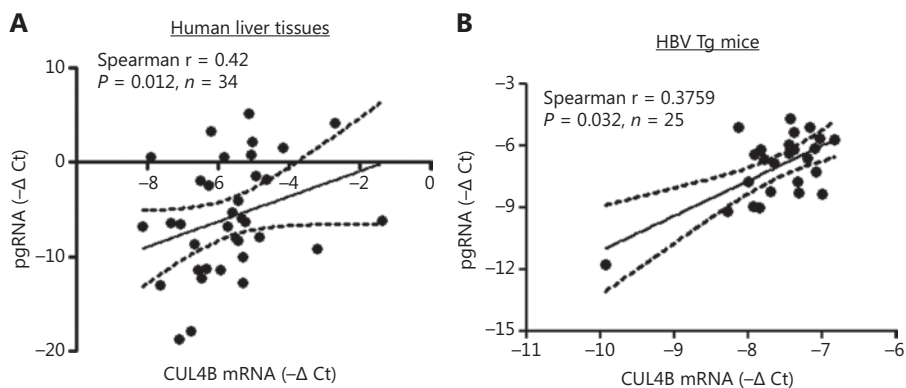 A
Human liver tissues
Spearman r = 0.42
P = 0.012, n = 34
10
0
–10
–20
–8
–6
–4
–2
0
pgRNA (–Δ Ct)
CUL4B mRNA (–Δ Ct)
B
HBV Tg mice
Spearman r = 0.3759
P = 0.032, n = 25
–3
–6
–9
–12
–15
–10
–9
–8
–7
–6
pgRNA (–Δ Ct)
CUL4B mRNA (–Δ Ct)